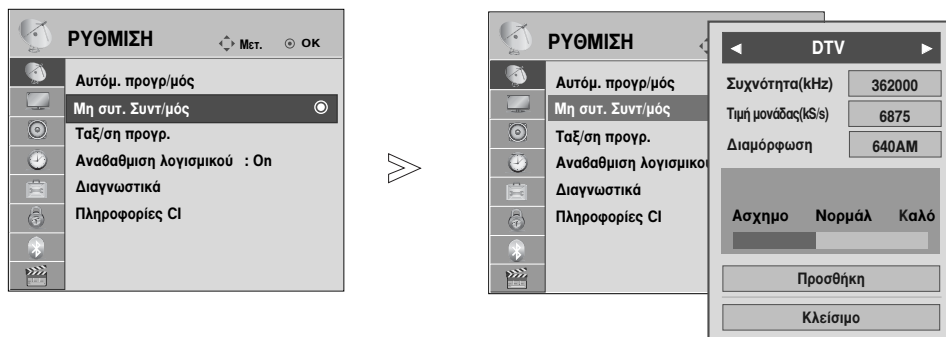 ΡΥΘΜΙΣΗ
Μετ.
OK
Αυτόμ. προγρ/μός
Μη συτ. Συντ/μός
Ταξ/ση προγρ.
Αναβαθμιση λογισμικού : On
Διαγνωστικά
Πληροφορίες CI
ΡΥΘΜΙΣΗ
Αυτόμ. προγρ/μός
Μη συτ. Συντ/μός
Ταξ/ση προγρ.
Αναβαθμιση λογισμικού
Διαγνωστικά
Πληροφορίες CI
◄ DTV ►
Συχνότητα(kHz) 362000
Τιμή μονάδας(kS/s) 6875
Διαμόρφωση 640AM
Ασχημο Νορμάλ Καλό
Προσθήκη
Κλείσιμο